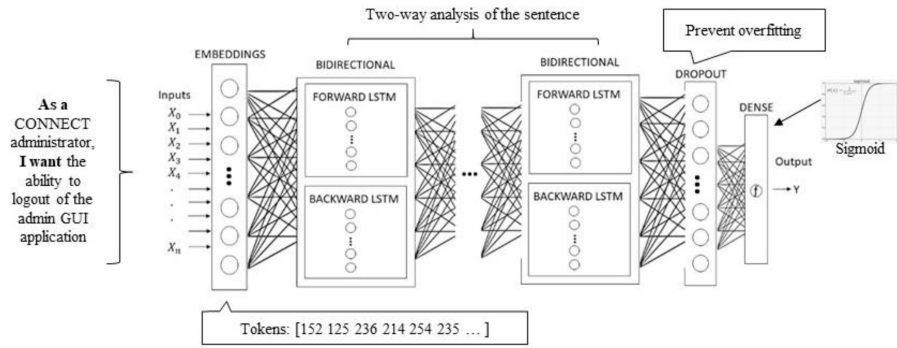 Two-way analysis of the sentence
Prevent overfitting
EMBEDDINGS
BIDIRECTIONAL
BIDIRECTIONAL
DROPOUT
DENSE
As a
CONNECT
administrator,
I want the
ability to
logout of the
admin GUI
application
Inputs
X0
X1
X2
X3
X4
.
.
.
Xn
FORWARD LSTM
BACKWARD LSTM
...
FORWARD LSTM
BACKWARD LSTM
f
Output
Y
Sigmoid
Tokens: [152 125 236 214 254 235 … ]